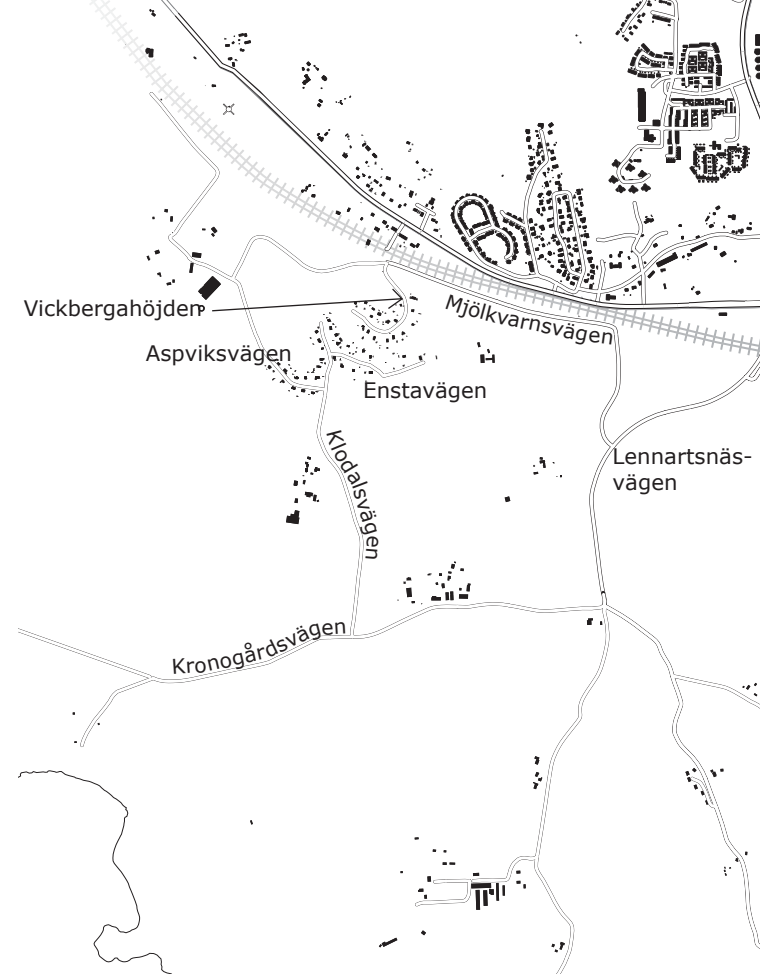 Vickbergahöjden
Mjölkvarnsvägen
Aspviksvägen
Enstavägen
Klodalsvägen
Lennartsnäs-
vägen
Kronogårdsvägen